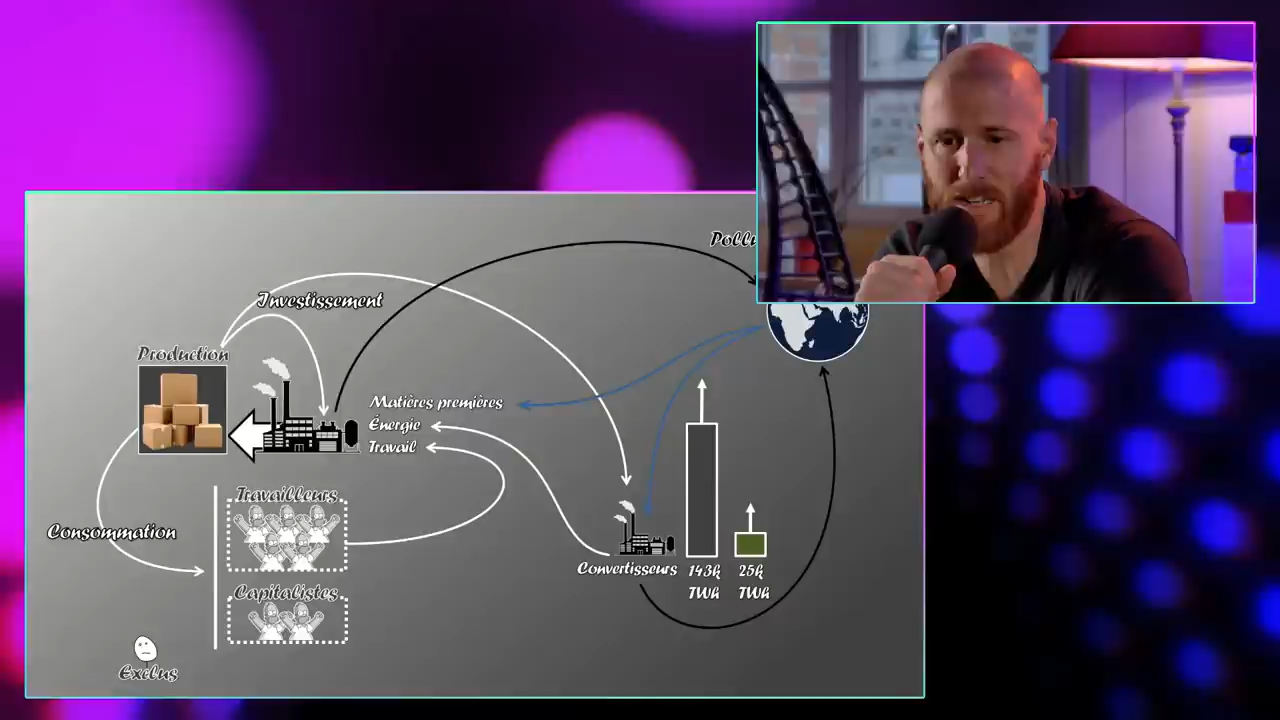 Investissement
Production
Matières premières
Énergie
Travail
Travailleurs
Consommation
Capitalistes
Exclus
Convertisseurs
143k
TWh
25k
TWh